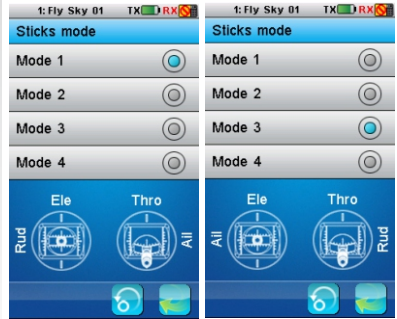 1: Fly Sky 01 TX RX
Sticks mode
Mode 1
Mode 2
Mode 3
Mode 4
Ele Thro
Rud Ail
1: Fly Sky 01 TX RX
Sticks mode
Mode 1
Mode 2
Mode 3
Mode 4
Ele Thro
Ail Rud